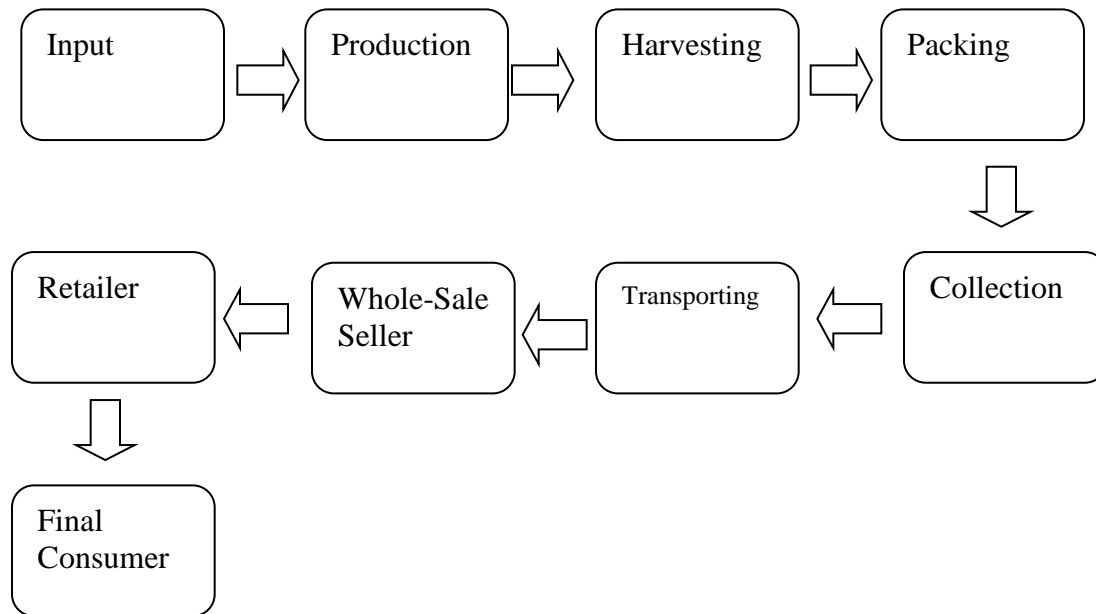 Input
Production
Harvesting
Packing
Collection
Transporting
Whole-Sale
Seller
Retailer
Final
Consumer